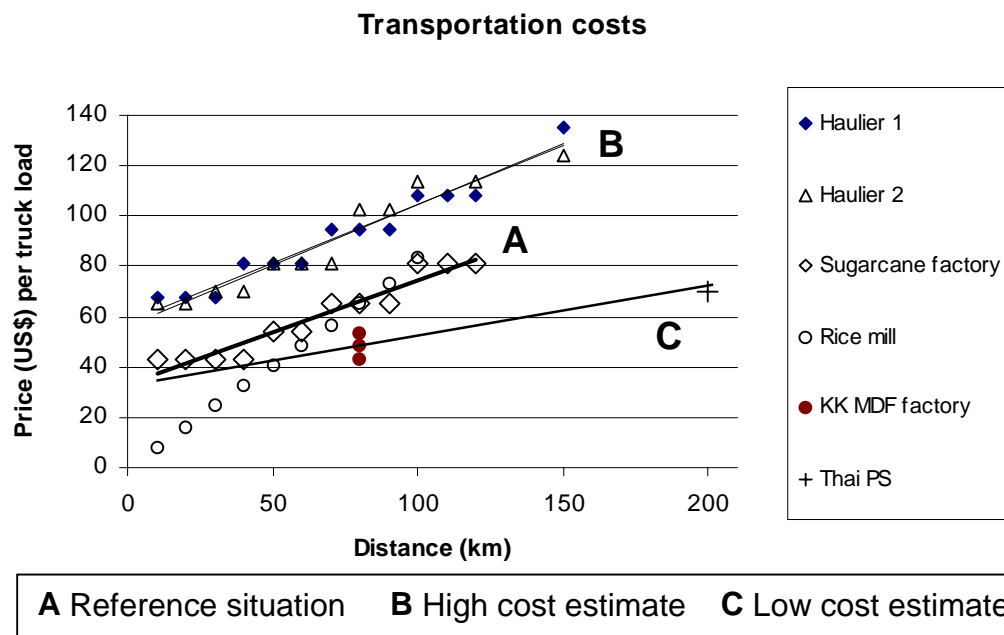 Transportation costs
Price (US$) per truck load
140
120
100
80
60
40
20
0
0 50 100 150 200
Distance (km)
B
A
C
Haulier 1
Haulier 2
Sugarcane factory
Rice mill
KK MDF factory
Thai PS
A Reference situation B High cost estimate C Low cost estimate